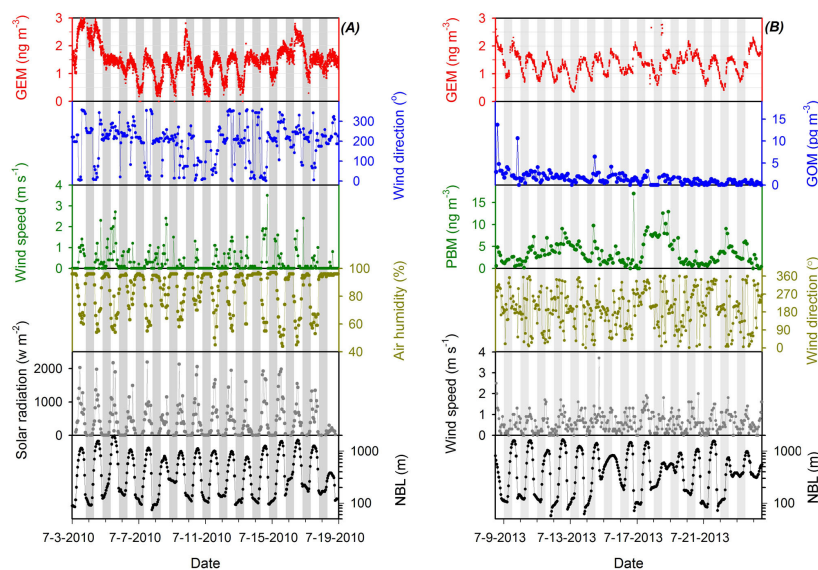 (A)
GEM (ng m-3)
3
2
1
0
Wind direction (°)
300
200
100
0
Wind speed (m s-1)
4
3
2
1
0
Air humidity (%)
100
80
60
40
Solar radiation (w m-2)
2000
1000
0
NBL (m)
1000
100
7-3-2010 7-7-2010 7-11-2010 7-15-2010 7-19-2010
Date
(B)
GEM (ng m-3)
3
2
1
0
GOM (pg m-3)
15
10
5
0
PBM (ng m-3)
15
10
5
0
Wind direction (°)
360
270
180
90
0
Wind speed (m s-1)
4
3
2
1
0
NBL (m)
1000
100
7-9-2013 7-13-2013 7-17-2013 7-21-2013
Date